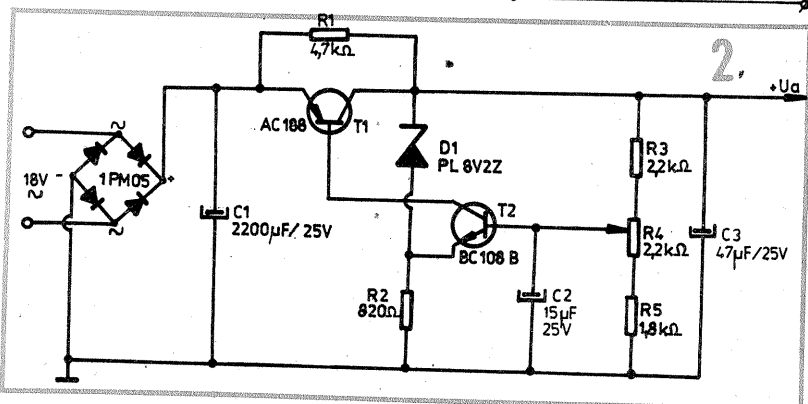 R1
4,7kΩ
2.
+Ua
AC188
T1
D1
PL 8V2Z
R3
2,2kΩ
~
18V
~
-
1PM05
+
~
C1
2200µF/25V
T2
BC108 B
R4
2,2kΩ
C3
47µF/25V
R2
820Ω
C2
15µF
25V
R5
1,8kΩ